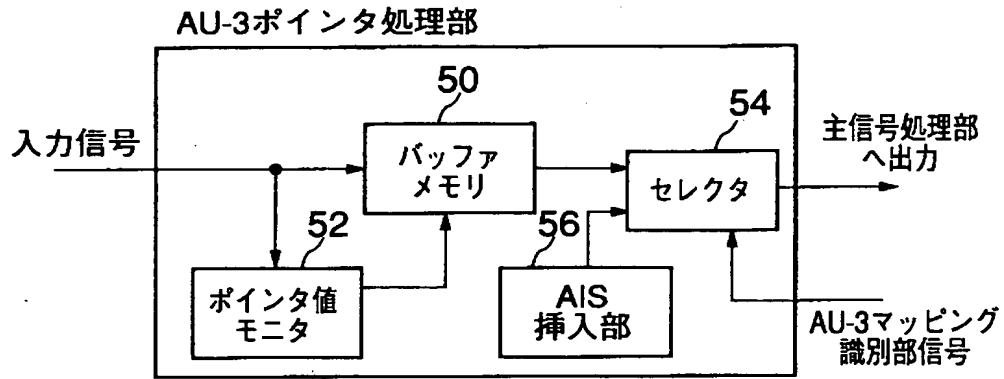 AU-3ポインタ処理部
50
54
入力信号
バッファ
メモリ
セレクタ
主信号処理部
へ出力
52
56
ポインタ値
モニタ
AIS
挿入部
AU-3マッピング
識別部信号